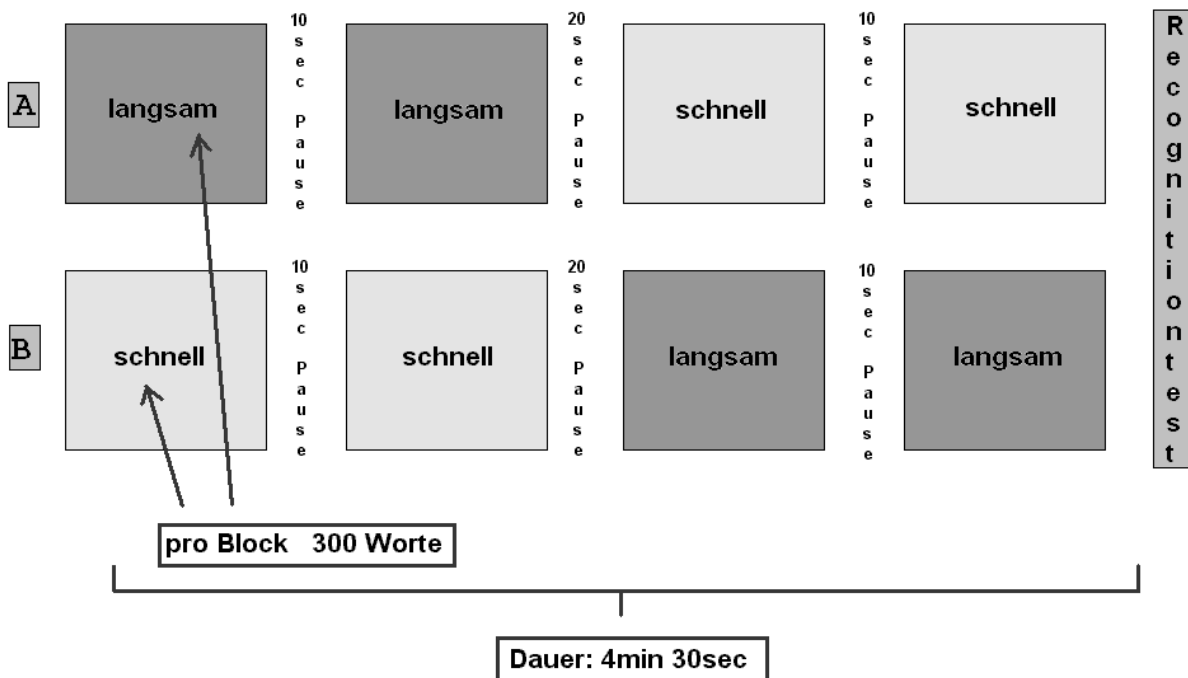 A
langsam
10 sec Pause
langsam
20 sec Pause
schnell
10 sec Pause
schnell
B
schnell
10 sec Pause
schnell
20 sec Pause
langsam
10 sec Pause
langsam
Recognitiontest
pro Block 300 Worte
Dauer: 4min 30sec